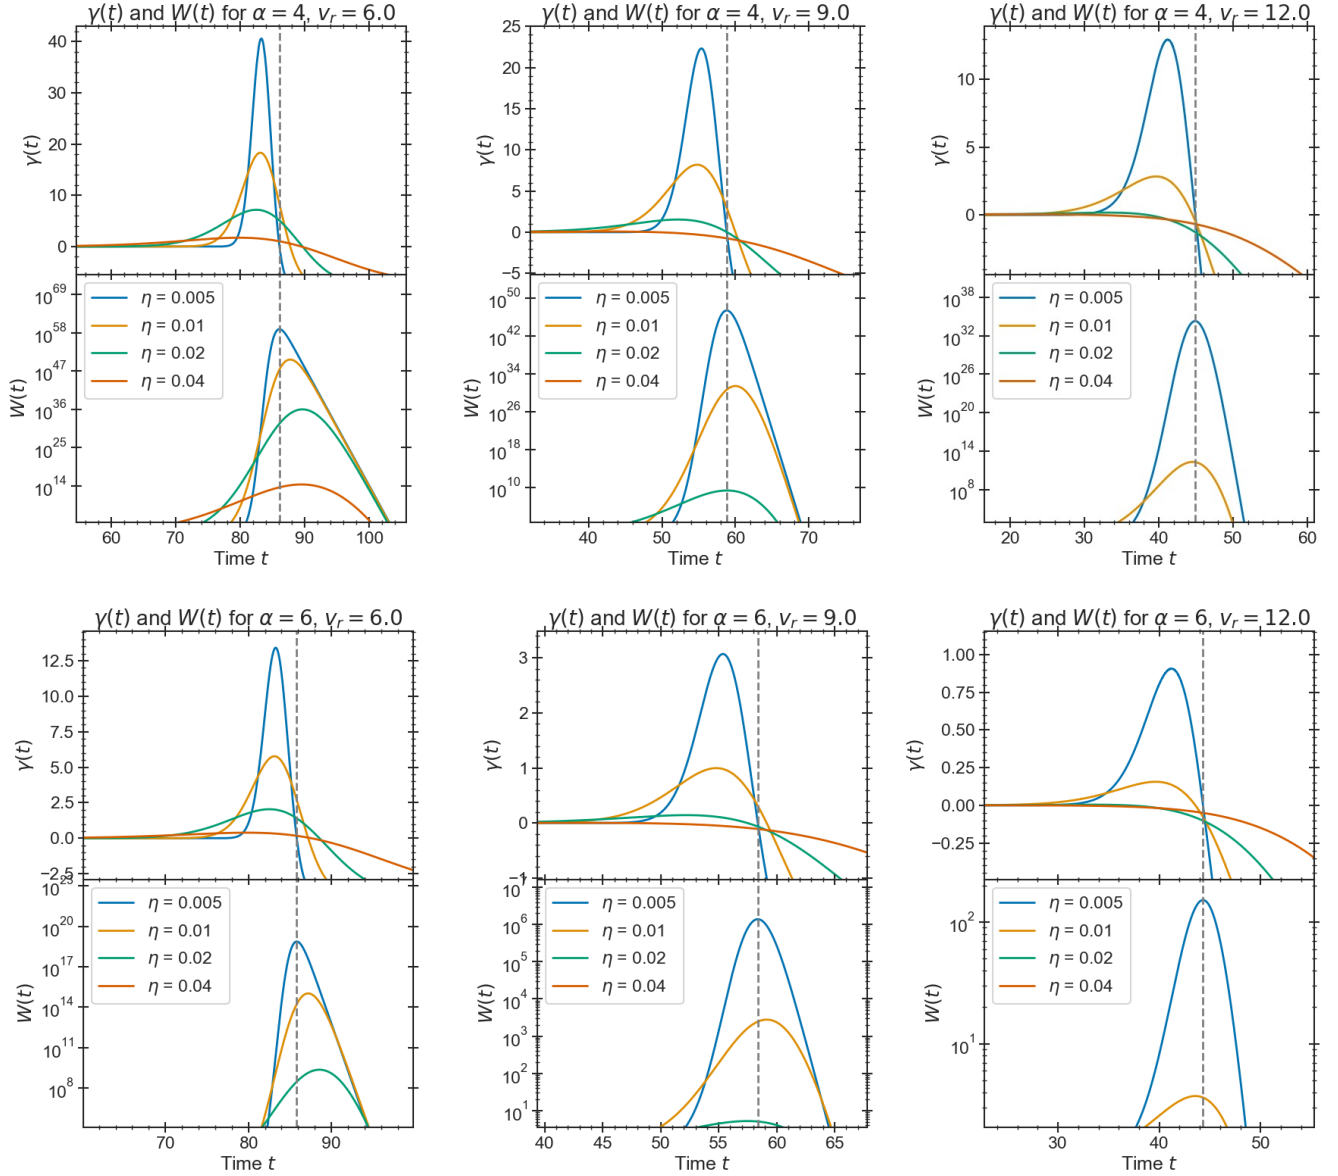 γ(t) and W(t) for α = 4, v_r = 6.0
40
30
20
10
0
γ(t)
10^69
10^58
10^47
10^36
10^25
10^14
W(t)
η = 0.005
η = 0.01
η = 0.02
η = 0.04
60 70 80 90 100
Time t
γ(t) and W(t) for α = 4, v_r = 9.0
25
20
15
10
5
0
−5
γ(t)
10^50
10^42
10^34
10^26
10^18
10^10
W(t)
η = 0.005
η = 0.01
η = 0.02
η = 0.04
40 50 60 70
Time t
γ(t) and W(t) for α = 4, v_r = 12.0
10
5
0
γ(t)
10^38
10^32
10^26
10^20
10^14
10^8
W(t)
η = 0.005
η = 0.01
η = 0.02
η = 0.04
20 30 40 50 60
Time t
γ(t) and W(t) for α = 6, v_r = 6.0
12.5
10.0
7.5
5.0
2.5
0.0
−2.5
γ(t)
10^23
10^20
10^17
10^14
10^11
10^8
W(t)
η = 0.005
η = 0.01
η = 0.02
η = 0.04
70 80 90
Time t
γ(t) and W(t) for α = 6, v_r = 9.0
3
2
1
0
−1
γ(t)
10^7
10^6
10^5
10^4
10^3
10^2
10^1
W(t)
η = 0.005
η = 0.01
η = 0.02
η = 0.04
40 45 50 55 60 65
Time t
γ(t) and W(t) for α = 6, v_r = 12.0
1.00
0.75
0.50
0.25
0.00
−0.25
γ(t)
10^2
10^1
W(t)
η = 0.005
η = 0.01
η = 0.02
η = 0.04
30 40 50
Time t